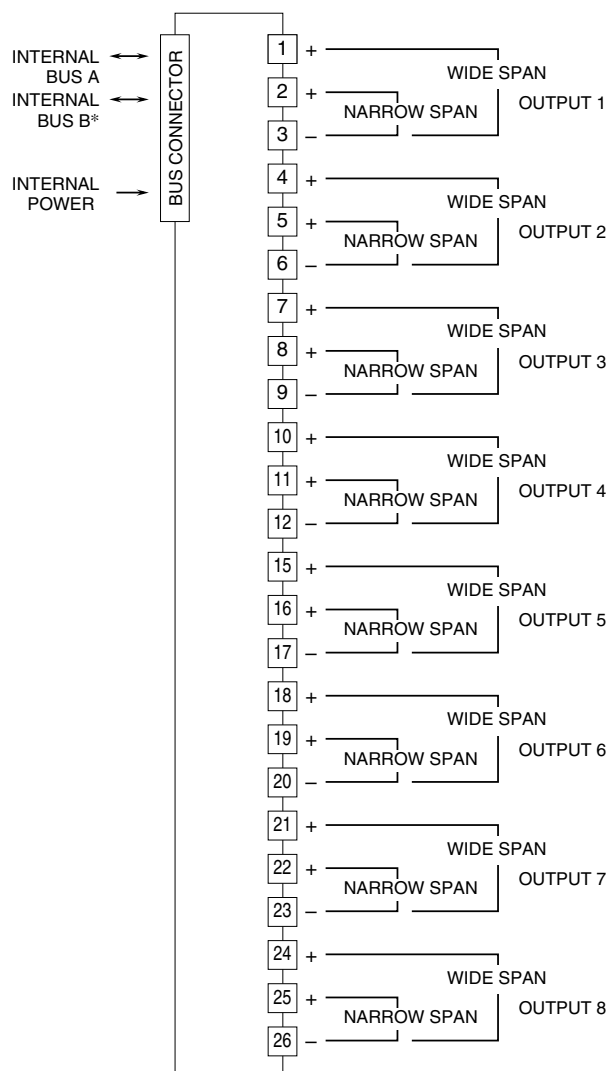 INTERNAL
BUS A
INTERNAL
BUS B*
INTERNAL
POWER
BUS CONNECTOR
1 +
WIDE SPAN
2 +
NARROW SPAN
OUTPUT 1
3 –
4 +
WIDE SPAN
5 +
NARROW SPAN
OUTPUT 2
6 –
7 +
WIDE SPAN
8 +
NARROW SPAN
OUTPUT 3
9 –
10 +
WIDE SPAN
11 +
NARROW SPAN
OUTPUT 4
12 –
15 +
WIDE SPAN
16 +
NARROW SPAN
OUTPUT 5
17 –
18 +
WIDE SPAN
19 +
NARROW SPAN
OUTPUT 6
20 –
21 +
WIDE SPAN
22 +
NARROW SPAN
OUTPUT 7
23 –
24 +
WIDE SPAN
25 +
NARROW SPAN
OUTPUT 8
26 –